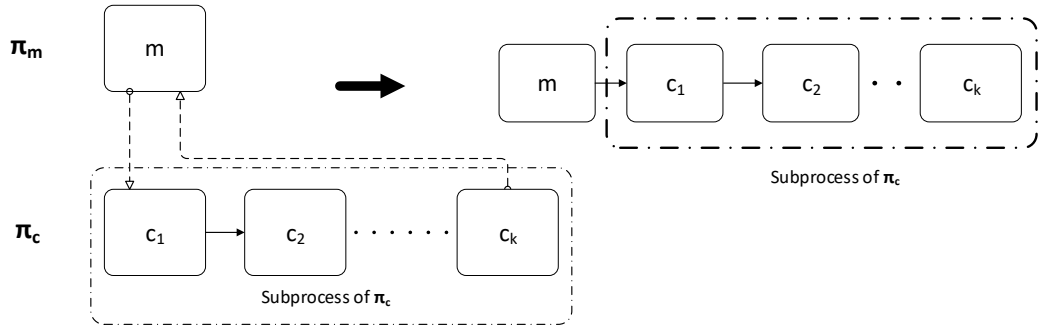 π_m
m
m
c_1
c_2
c_k
Subprocess of π_c
π_c
c_1
c_2
c_k
Subprocess of π_c